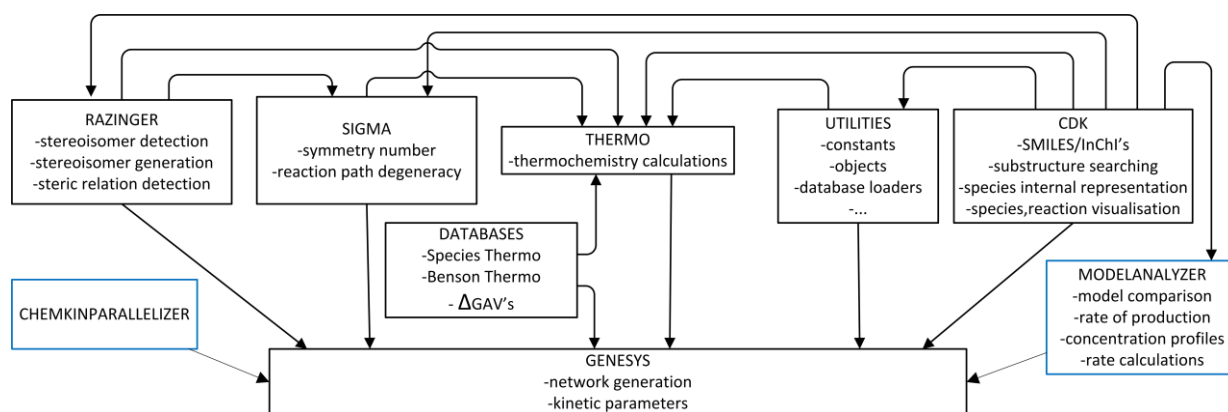 RAZINGER
-stereoisomer detection
-stereoisomer generation
-steric relation detection
SIGMA
-symmetry number
-reaction path degeneracy
THERMO
-thermochemistry calculations
UTILITIES
-constants
-objects
-database loaders
-...
CDK
-SMILES/InChI's
-substructure searching
-species internal representation
-species,reaction visualisation
DATABASES
-Species Thermo
-Benson Thermo
- ΔGAV's
CHEMKINPARALLELIZER
MODELANALYZER
-model comparison
-rate of production
-concentration profiles
-rate calculations
GENESYS
-network generation
-kinetic parameters